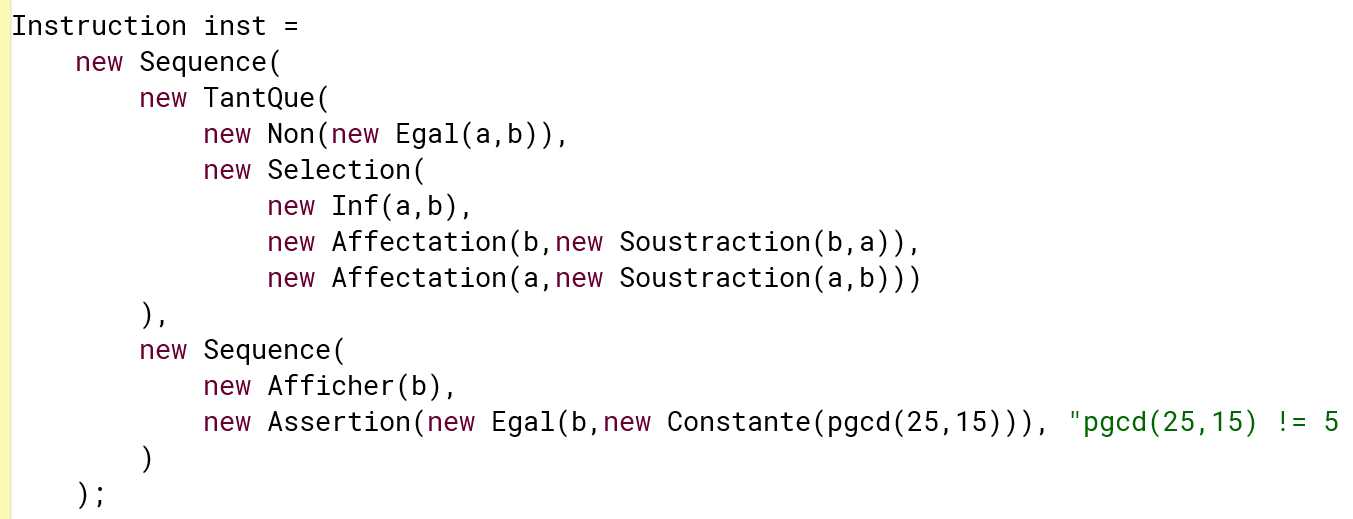 Instruction inst =
    new Sequence(
        new TantQue(
            new Non(new Egal(a,b)),
            new Selection(
                new Inf(a,b),
                new Affectation(b,new Soustraction(b,a)),
                new Affectation(a,new Soustraction(a,b)))
        ),
        new Sequence(
            new Afficher(b),
            new Assertion(new Egal(b,new Constante(pgcd(25,15))), "pgcd(25,15) != 5
        )
    );